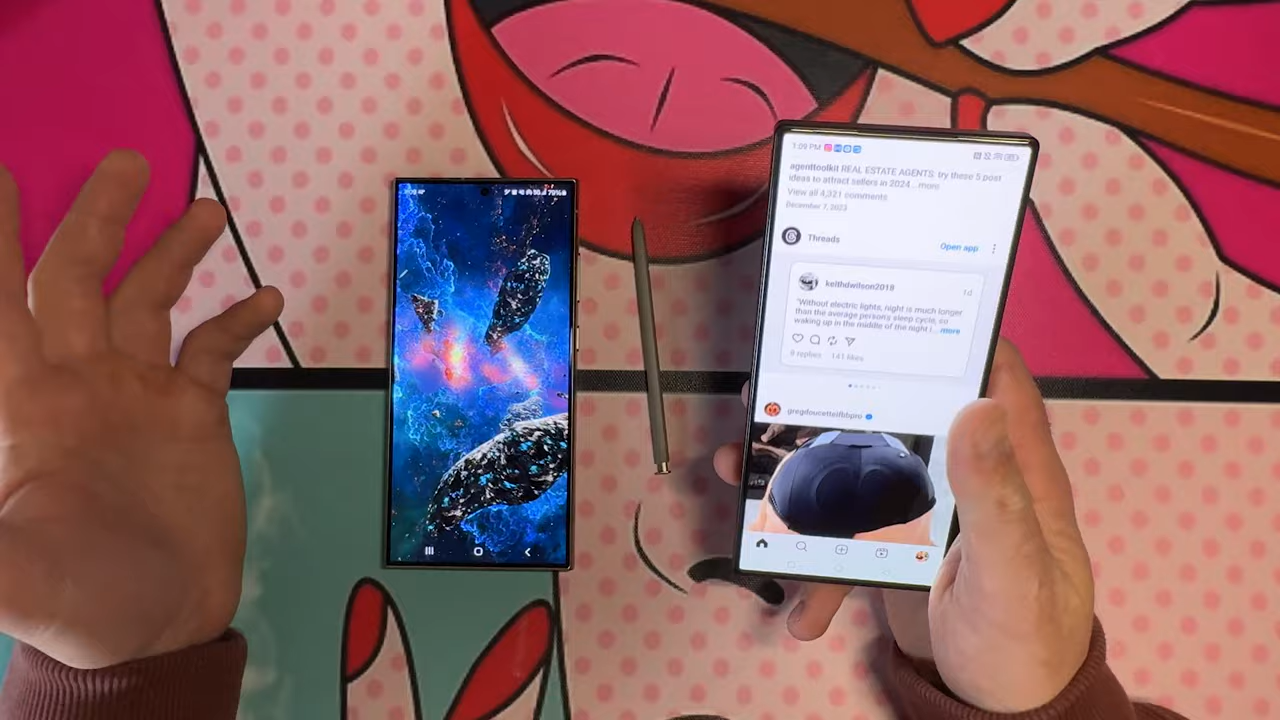 1:09 PM
agenttoolkit REAL ESTATE AGENTS: try these 5 post
ideas to attract sellers in 2024... more
View all 4,321 comments
December 7, 2023
Threads
Open app
keithdwilson2018
1d
"Without electric lights, night is much longer
than the average person's sleep cycle, so
waking up in the middle of the night i... more
9 replies 141 likes
gregdoucetteifbbpro